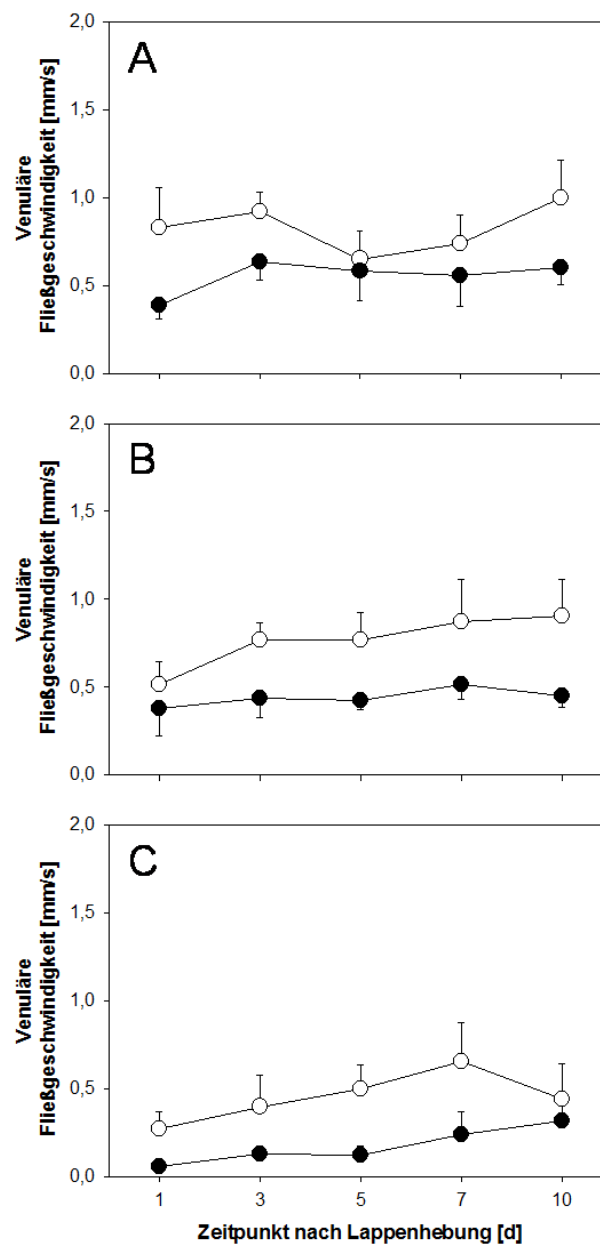 2,0
A
1,5
1,0
0,5
0,0
Venuläre
Fließgeschwindigkeit [mm/s]
2,0
B
1,5
1,0
0,5
0,0
Venuläre
Fließgeschwindigkeit [mm/s]
2,0
C
1,5
1,0
0,5
0,0
Venuläre
Fließgeschwindigkeit [mm/s]
1 3 5 7 10
Zeitpunkt nach Lappenhebung [d]